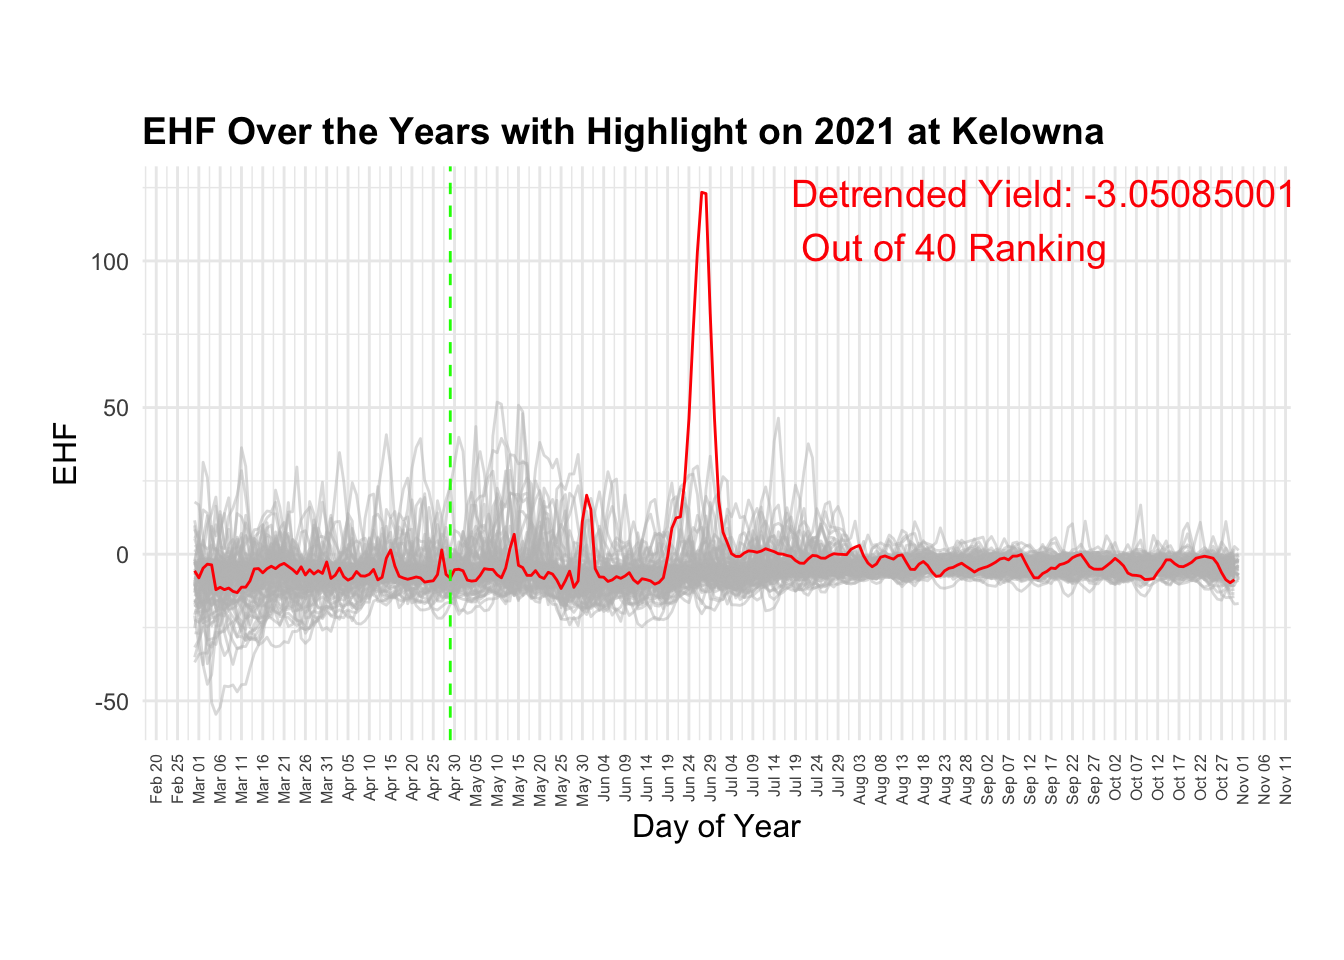 EHF Over the Years with Highlight on 2021 at Kelowna
Detrended Yield: -3.05085001
Out of 40 Ranking
EHF
100
50
0
-50
Feb 20
Feb 25
Mar 01
Mar 06
Mar 11
Mar 16
Mar 21
Mar 26
Mar 31
Apr 05
Apr 10
Apr 15
Apr 20
Apr 25
Apr 30
May 05
May 10
May 15
May 20
May 25
May 30
Jun 04
Jun 09
Jun 14
Jun 19
Jun 24
Jun 29
Jul 04
Jul 09
Jul 14
Jul 19
Jul 24
Jul 29
Aug 03
Aug 08
Aug 13
Aug 18
Aug 23
Aug 28
Sep 02
Sep 07
Sep 12
Sep 17
Sep 22
Sep 27
Oct 02
Oct 07
Oct 12
Oct 17
Oct 22
Oct 27
Nov 01
Nov 06
Nov 11
Day of Year